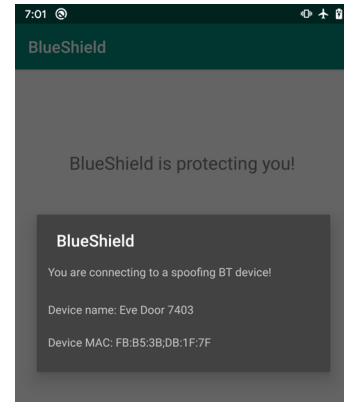 7:01
BlueShield
BlueShield is protecting you!
BlueShield
You are connecting to a spoofing BT device!
Device name: Eve Door 7403
Device MAC: FB:B5:3B;DB:1F:7F